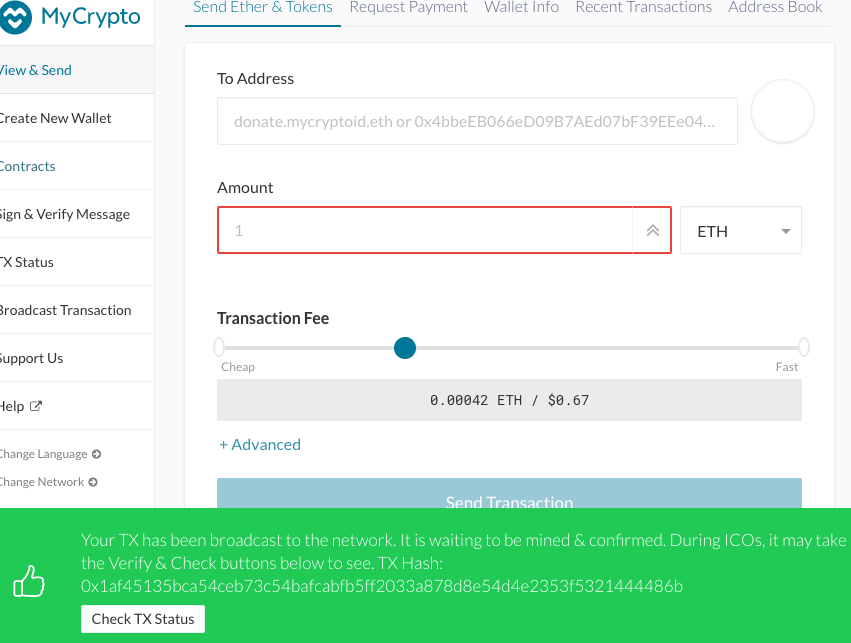 MyCrypto
Send Ether & Tokens Request Payment Wallet Info Recent Transactions Address Book
View & Send
Create New Wallet
Contracts
Sign & Verify Message
TX Status
Broadcast Transaction
Support Us
Help
Change Language
Change Network
To Address
donate.mycryptoid.eth or 0x4bbeEB066eD09B7AEd07bF39EEe04...
Amount
1
ETH
Transaction Fee
Cheap Fast
0.00042 ETH / $0.67
+ Advanced
Send Transaction
Your TX has been broadcast to the network. It is waiting to be mined & confirmed. During ICOs, it may take
the Verify & Check buttons below to see. TX Hash:
0x1af45135bca54ceb73c54bafcabfb5ff2033a878d8e54d4e2353f5321444486b
Check TX Status